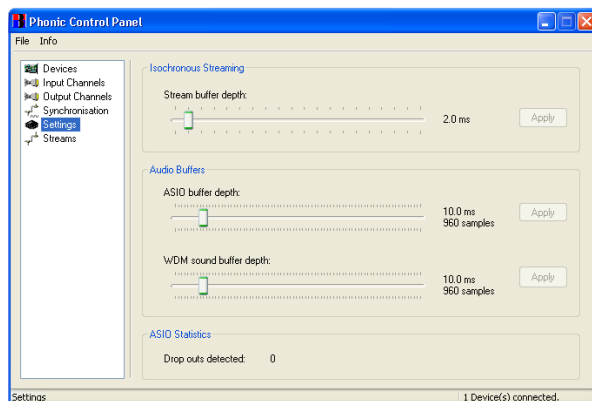 Phonic Control Panel
File Info
Devices
Input Channels
Output Channels
Synchronisation
Settings
Streams
Isochronous Streaming
Stream buffer depth:
2.0 ms
Apply
Audio Buffers
ASIO buffer depth:
10.0 ms
960 samples
Apply
WDM sound buffer depth:
10.0 ms
960 samples
Apply
ASIO Statistics
Drop outs detected: 0
Settings
1 Device(s) connected.